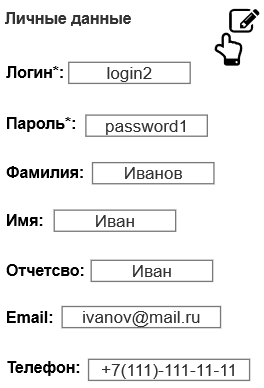 Личные данные
Логин*: login2
Пароль*: password1
Фамилия: Иванов
Имя: Иван
Отчетсво: Иван
Email: ivanov@mail.ru
Телефон: +7(111)-111-11-11